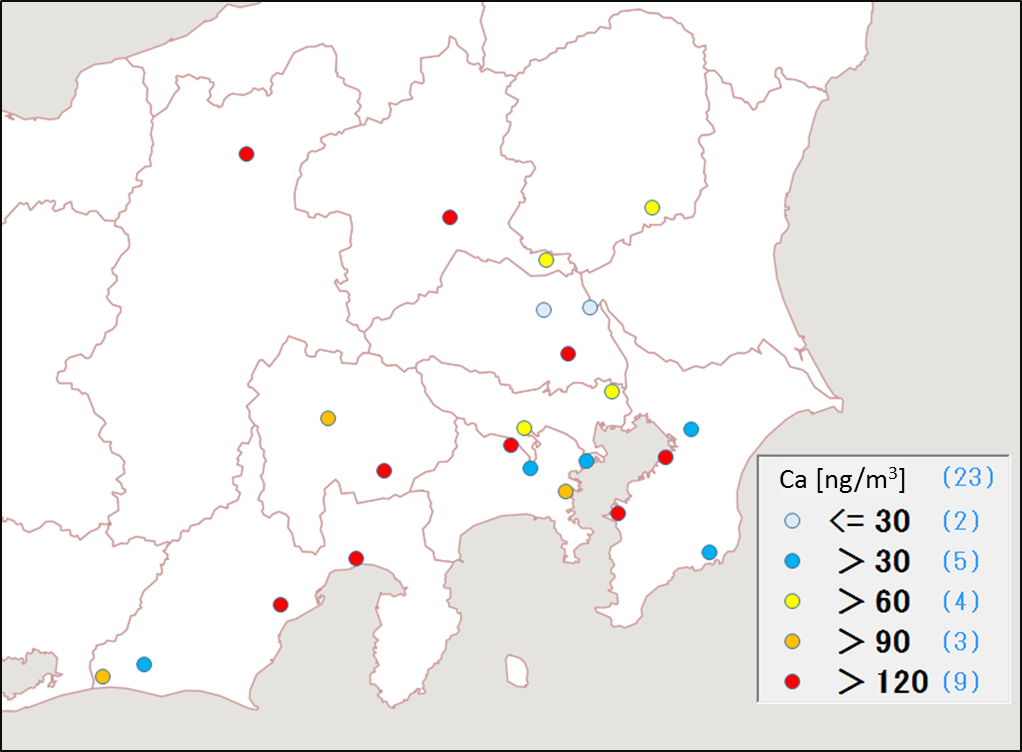 Ca [ng/m³] (23)
<= 30 (2)
> 30 (5)
> 60 (4)
> 90 (3)
> 120 (9)